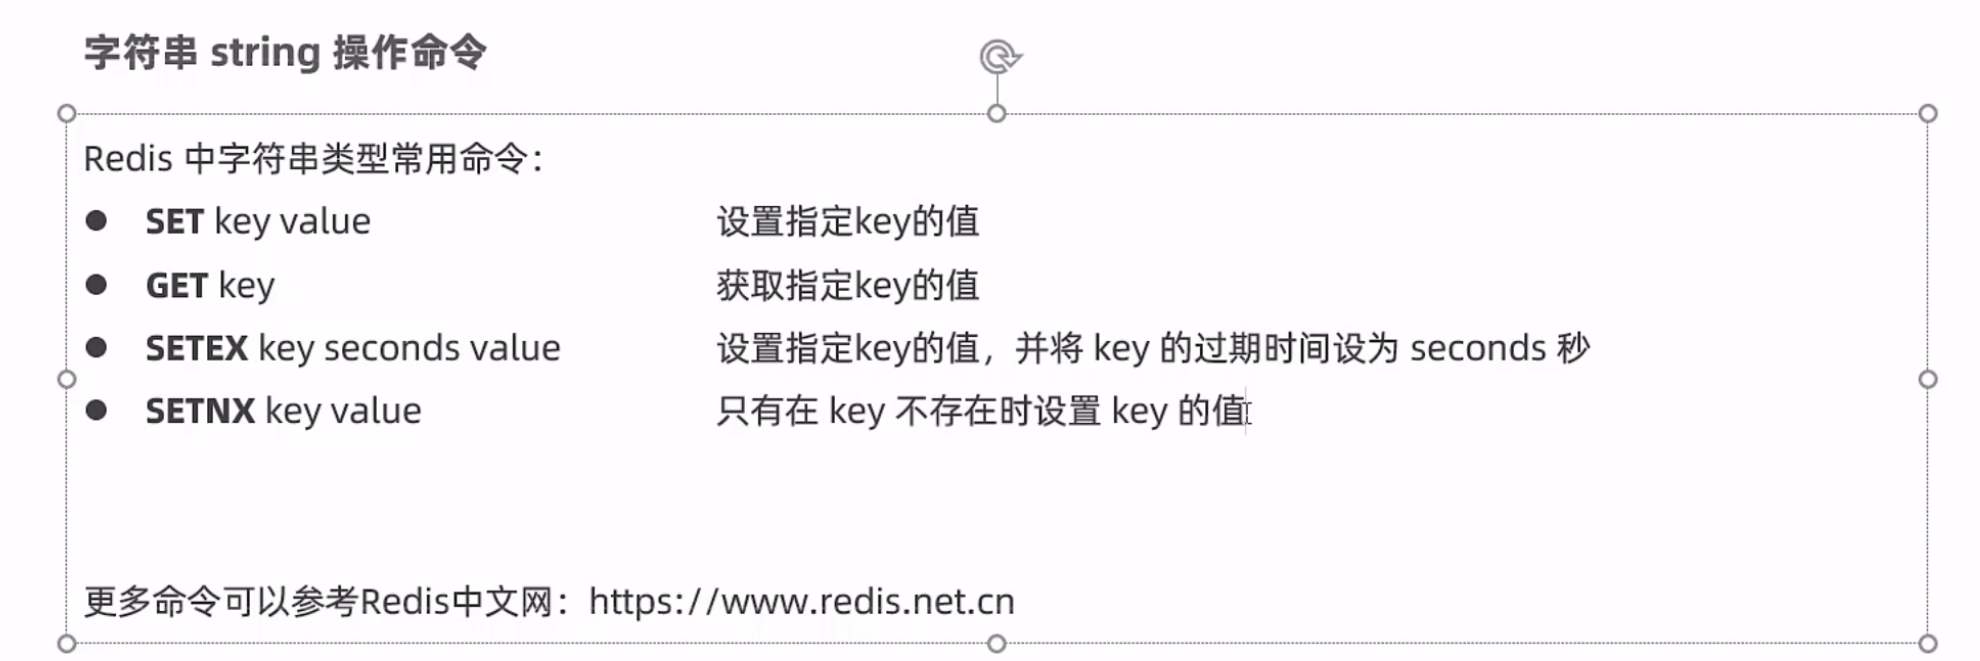 字符串 string 操作命令
Redis 中字符串类型常用命令：
● SET key value 设置指定key的值
● GET key 获取指定key的值
● SETEX key seconds value 设置指定key的值，并将 key 的过期时间设为 seconds 秒
● SETNX key value 只有在 key 不存在时设置 key 的值
更多命令可以参考Redis中文网：https://www.redis.net.cn